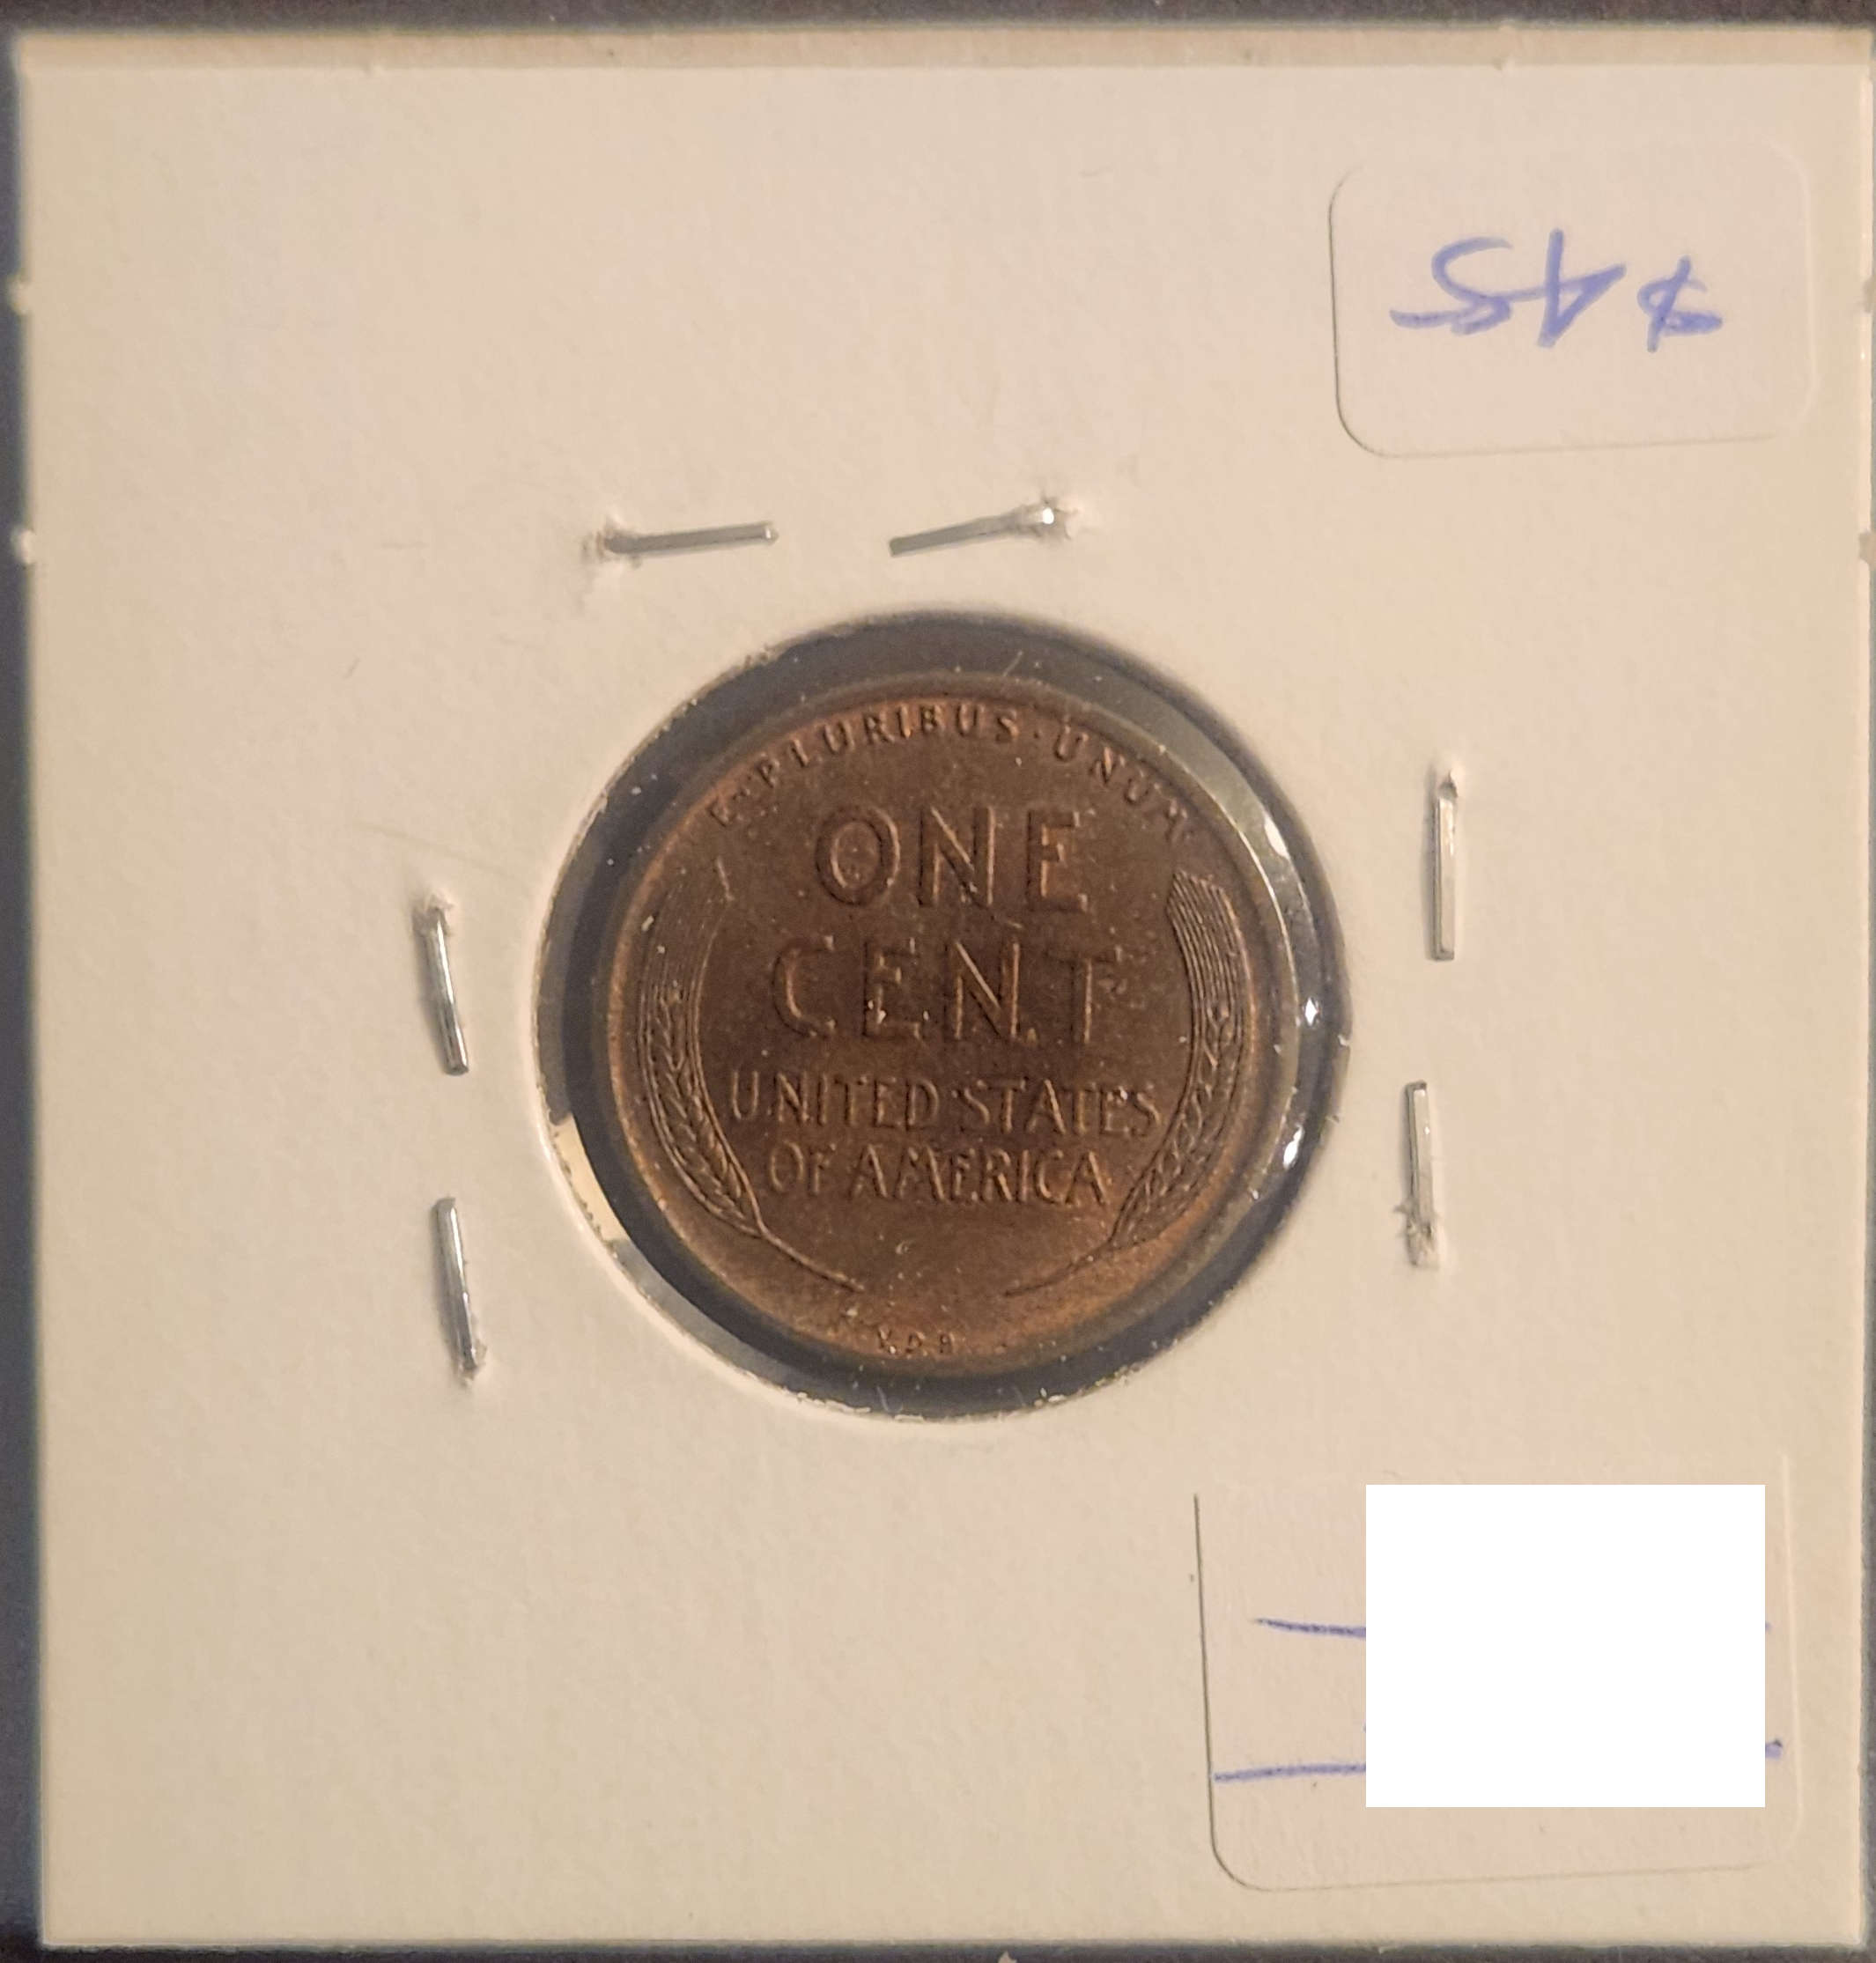 $45
E·PLURIBUS·UNUM
ONE
CENT
UNITED STATES
OF AMERICA
V.D.B.